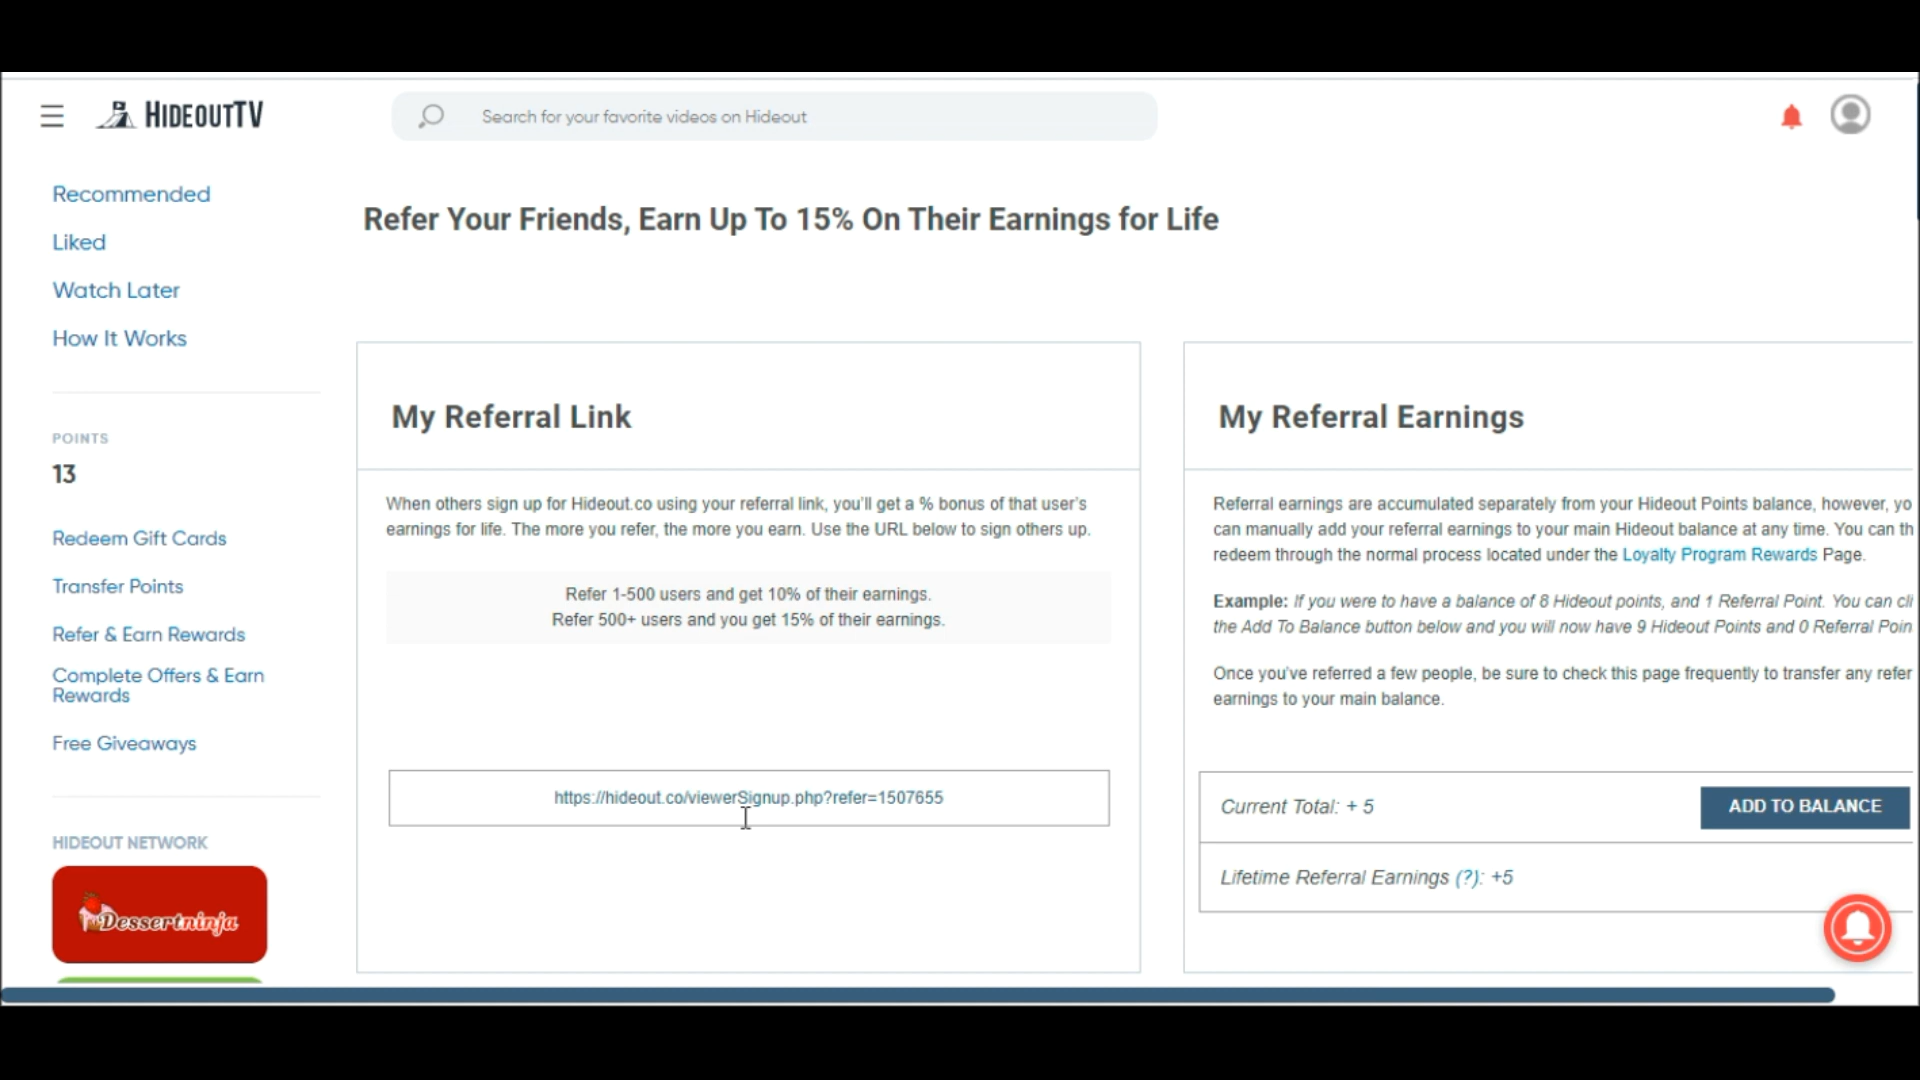 HIDEOUTTV
Search for your favorite videos on Hideout
Recommended
Liked
Watch Later
How It Works
POINTS
13
Redeem Gift Cards
Transfer Points
Refer & Earn Rewards
Complete Offers & Earn
Rewards
Free Giveaways
HIDEOUT NETWORK
Dessertninja
Refer Your Friends, Earn Up To 15% On Their Earnings for Life
My Referral Link
When others sign up for Hideout.co using your referral link, you'll get a % bonus of that user's
earnings for life. The more you refer, the more you earn. Use the URL below to sign others up.
Refer 1-500 users and get 10% of their earnings.
Refer 500+ users and you get 15% of their earnings.
https://hideout.co/viewerSignup.php?refer=1507655
My Referral Earnings
Referral earnings are accumulated separately from your Hideout Points balance, however, yo
can manually add your referral earnings to your main Hideout balance at any time. You can th
redeem through the normal process located under the Loyalty Program Rewards Page.
Example: If you were to have a balance of 8 Hideout points, and 1 Referral Point. You can cli
the Add To Balance button below and you will now have 9 Hideout Points and 0 Referral Poin
Once you've referred a few people, be sure to check this page frequently to transfer any refer
earnings to your main balance.
Current Total: + 5
ADD TO BALANCE
Lifetime Referral Earnings (?): +5